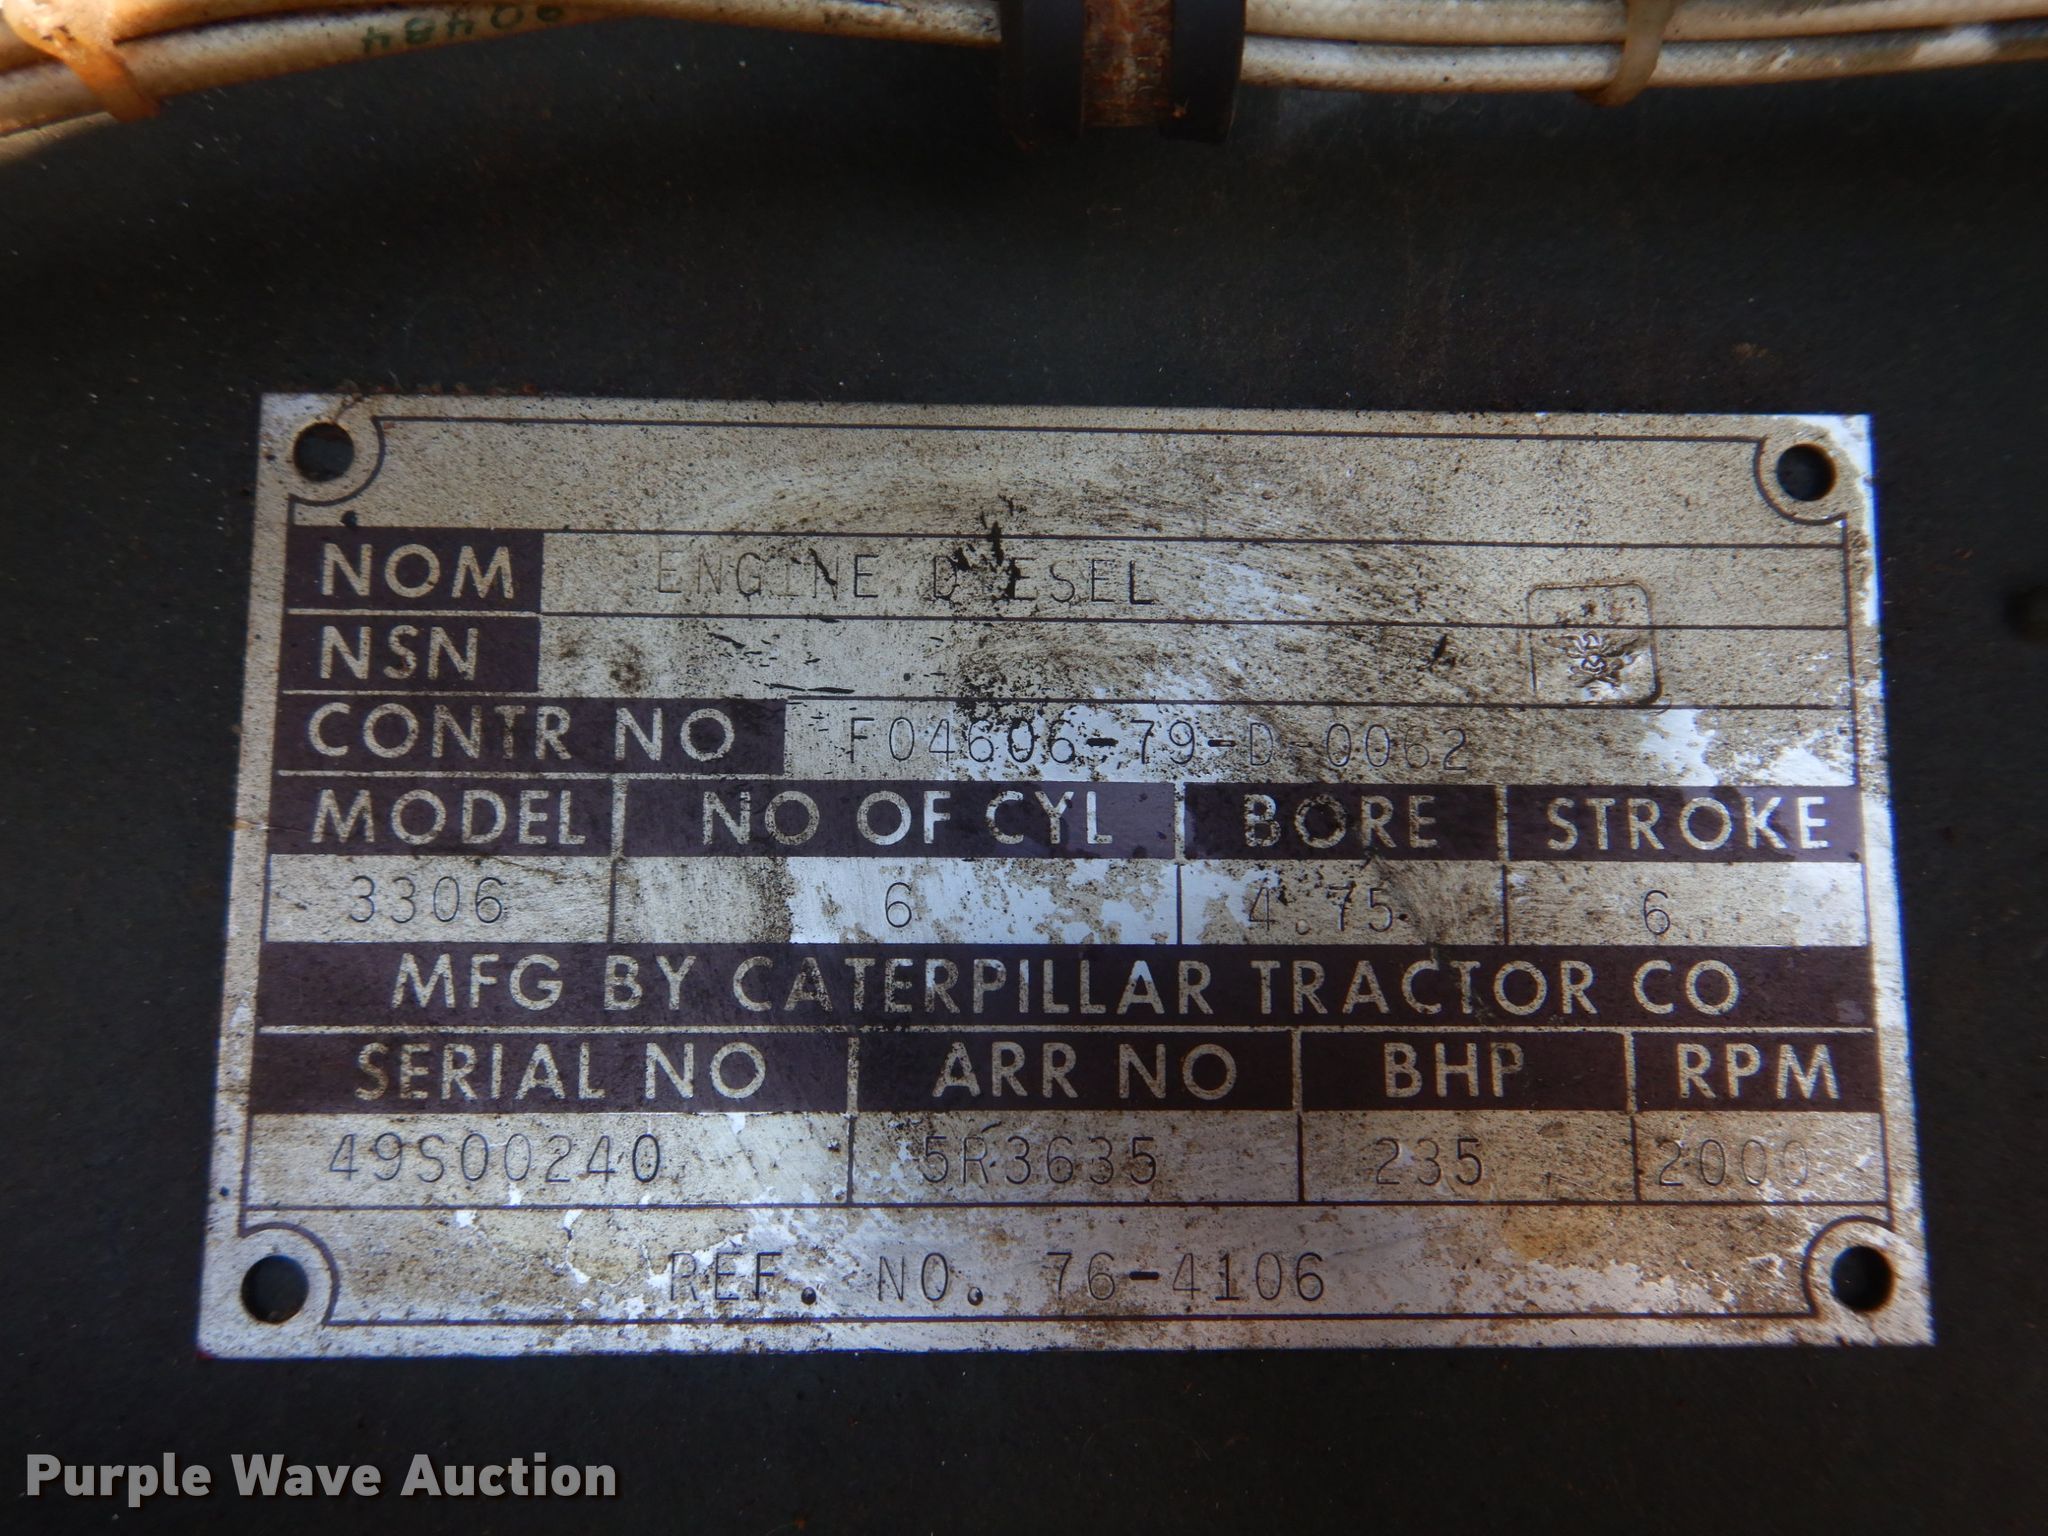 90484
NOM ENGINE DIESEL
NSN
CONTR NO F04606-79-D-0062
MODEL NO OF CYL BORE STROKE
3306 6 4.75 6
MFG BY CATERPILLAR TRACTOR CO
SERIAL NO ARR NO BHP RPM
49S00240 5R3635 235 2000
REF. NO. 76-4106
Purple Wave Auction